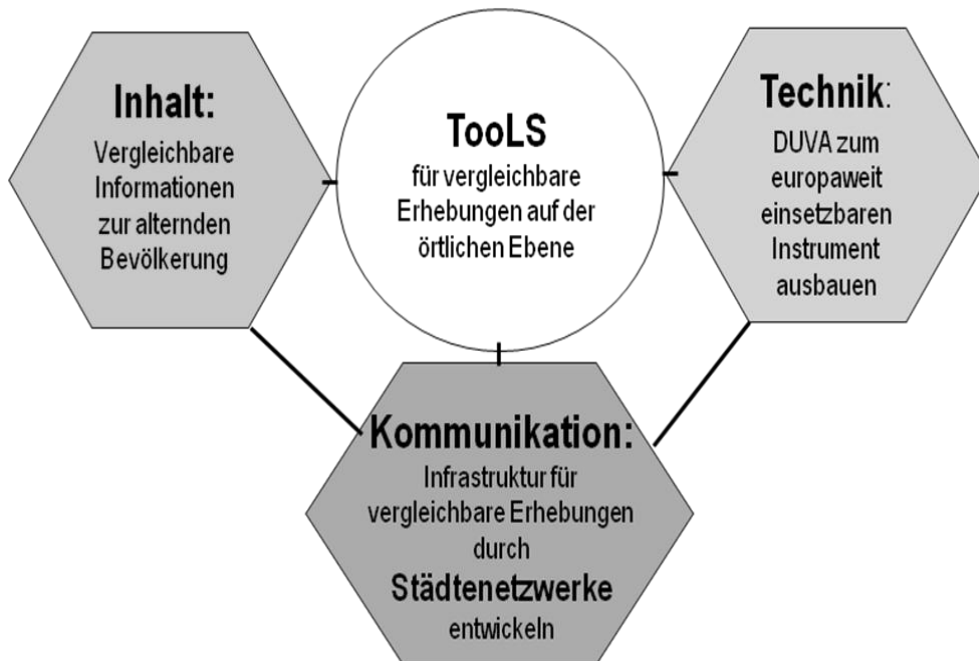 Inhalt:
Vergleichbare
Informationen
zur alternden
Bevölkerung
TooLS
für vergleichbare
Erhebungen auf der
örtlichen Ebene
Technik:
DUVA zum
europaweit
einsetzbaren
Instrument
ausbauen
Kommunikation:
Infrastruktur für
vergleichbare Erhebungen
durch
Städtenetzwerke
entwickeln